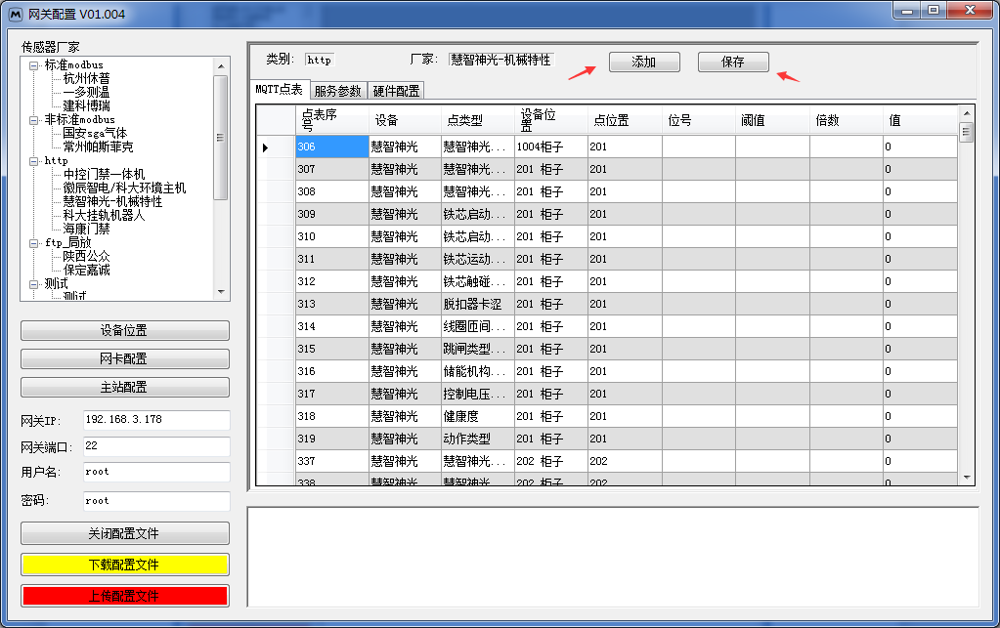 网关配置 V01.004
传感器厂家
标准modbus
杭州休普
一多测温
建科博瑞
非标准modbus
国安sga气体
常州帕斯菲克
http
中控门禁一体机
徽辰智电/科大环境主机
慧智神光-机械特性
科大挂轨机器人
海康门禁
ftp_局放
陕西公众
保定嘉诚
测试
测试
设备位置
网卡配置
主站配置
网关IP: 192.168.3.178
网关端口: 22
用户名: root
密码: root
关闭配置文件
下载配置文件
上传配置文件
类别: http 厂家: 慧智神光-机械特性 添加 保存
MQTT点表 服务参数 硬件配置
点表序号 设备 点类型 设备位置 点位置 位号 阈值 倍数 值
306 慧智神光 慧智神光... 1004柜子 201 0
307 慧智神光 慧智神光... 201 柜子 201 0
308 慧智神光 慧智神光... 201 柜子 201 0
309 慧智神光 铁芯启动... 201 柜子 201 0
310 慧智神光 铁芯启动... 201 柜子 201 0
311 慧智神光 铁芯运动... 201 柜子 201 0
312 慧智神光 铁芯触碰... 201 柜子 201 0
313 慧智神光 脱扣器卡涩 201 柜子 201 0
314 慧智神光 线圈匝间... 201 柜子 201 0
315 慧智神光 跳闸类型... 201 柜子 201 0
316 慧智神光 储能机构... 201 柜子 201 0
317 慧智神光 控制电压... 201 柜子 201 0
318 慧智神光 健康度 201 柜子 201 0
319 慧智神光 动作类型 201 柜子 201 0
337 慧智神光 慧智神光... 202 柜子 202 0
338 慧智神光 慧智神光... 202 柜子 202 0